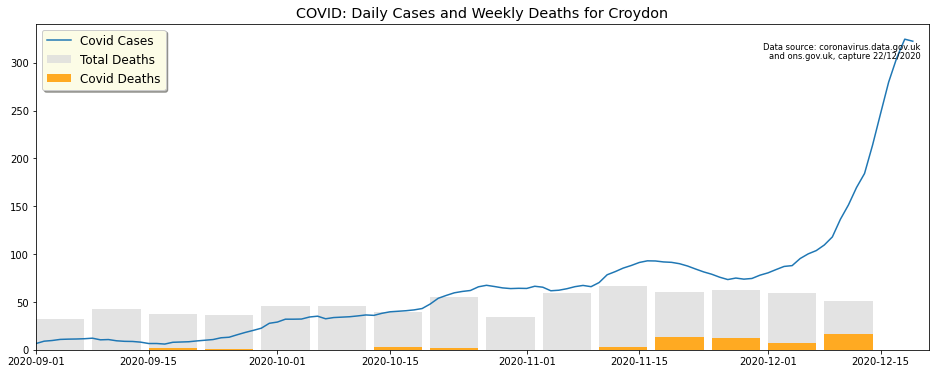 COVID: Daily Cases and Weekly Deaths for Croydon
Covid Cases
Total Deaths
Covid Deaths
Data source: coronavirus.data.gov.uk
and ons.gov.uk, capture 22/12/2020
300
250
200
150
100
50
0
2020-09-01 2020-09-15 2020-10-01 2020-10-15 2020-11-01 2020-11-15 2020-12-01 2020-12-15